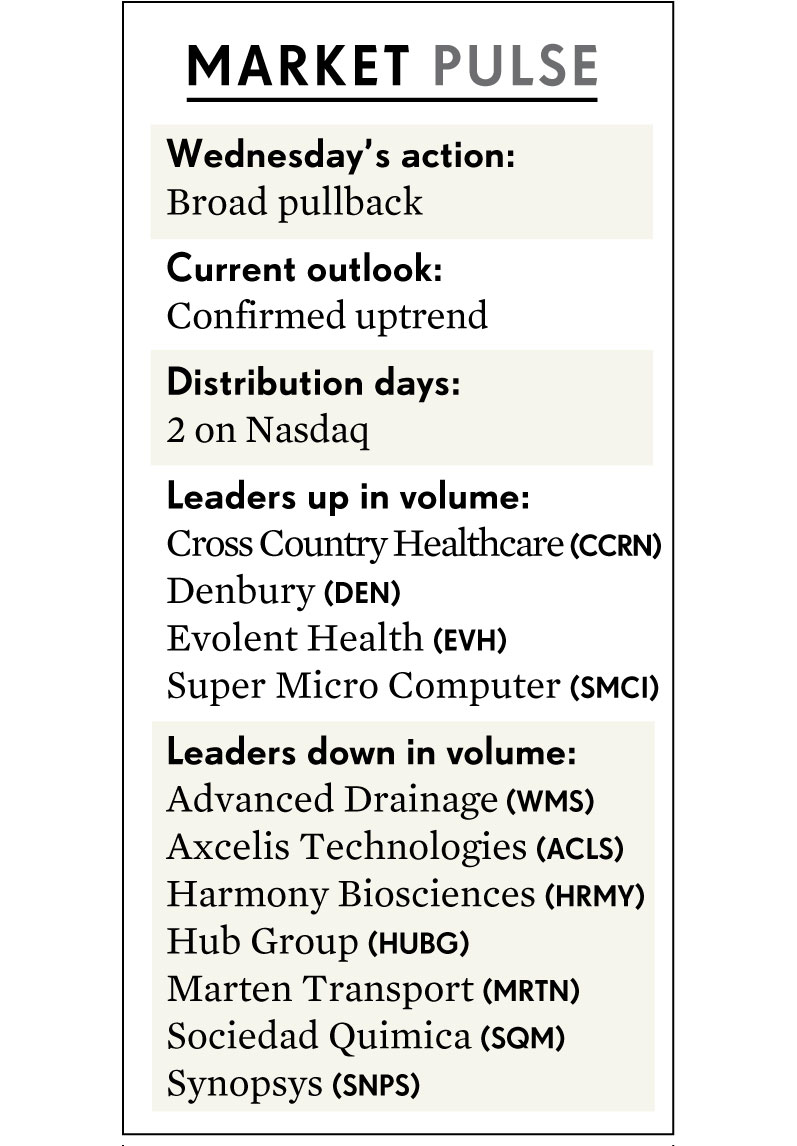 MARKET PULSE
Wednesday’s action:
Broad pullback
Current outlook:
Confirmed uptrend
Distribution days:
2 on Nasdaq
Leaders up in volume:
Cross Country Healthcare (CCRN)
Denbury (DEN)
Evolent Health (EVH)
Super Micro Computer (SMCI)
Leaders down in volume:
Advanced Drainage (WMS)
Axcelis Technologies (ACLS)
Harmony Biosciences (HRMY)
Hub Group (HUBG)
Marten Transport (MRTN)
Sociedad Quimica (SQM)
Synopsys (SNPS)